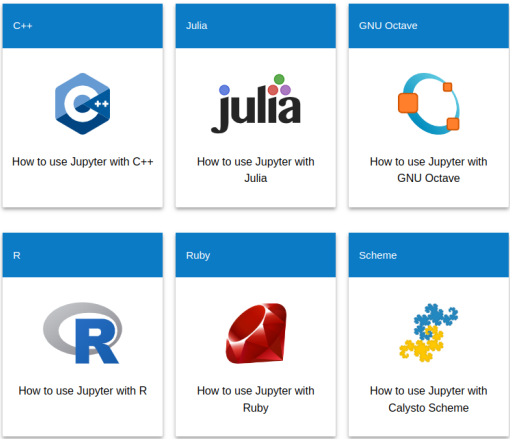 C++
Julia
GNU Octave
C++
julia
How to use Jupyter with C++
How to use Jupyter with
Julia
How to use Jupyter with
GNU Octave
R
Ruby
Scheme
R
How to use Jupyter with R
How to use Jupyter with
Ruby
How to use Jupyter with
Calysto Scheme